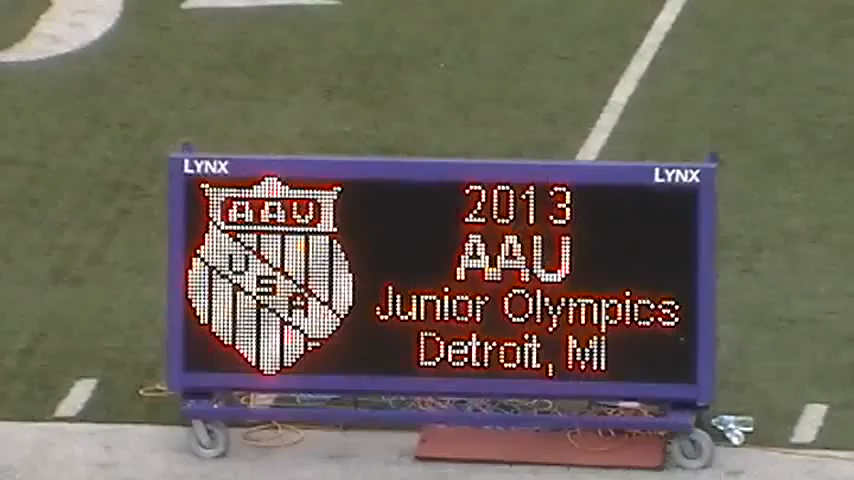 LYNX
LYNX
AAU
USA
2013
AAU
Junior Olympics
Detroit, MI